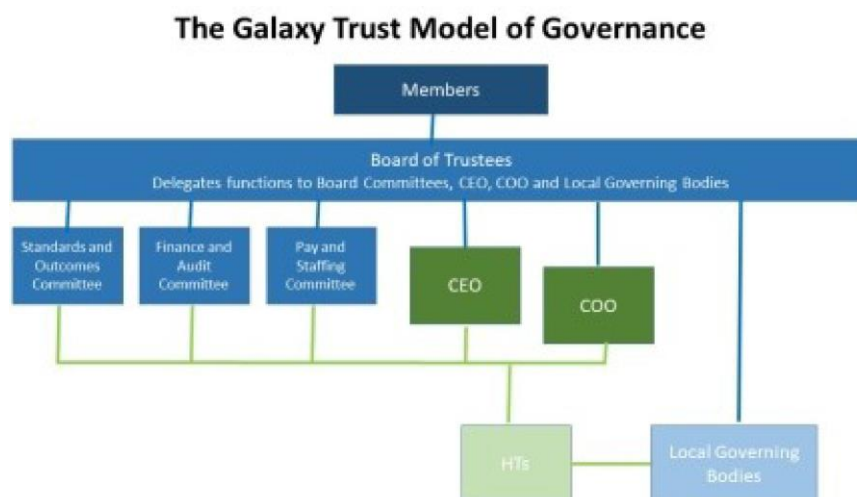 The Galaxy Trust Model of Governance
Members
Board of Trustees
Delegates functions to Board Committees, CEO, COO and Local Governing Bodies
Standards and
Outcomes
Committee
Finance and
Audit
Committee
Pay and
Staffing
Committee
CEO
COO
HTs
Local Governing
Bodies